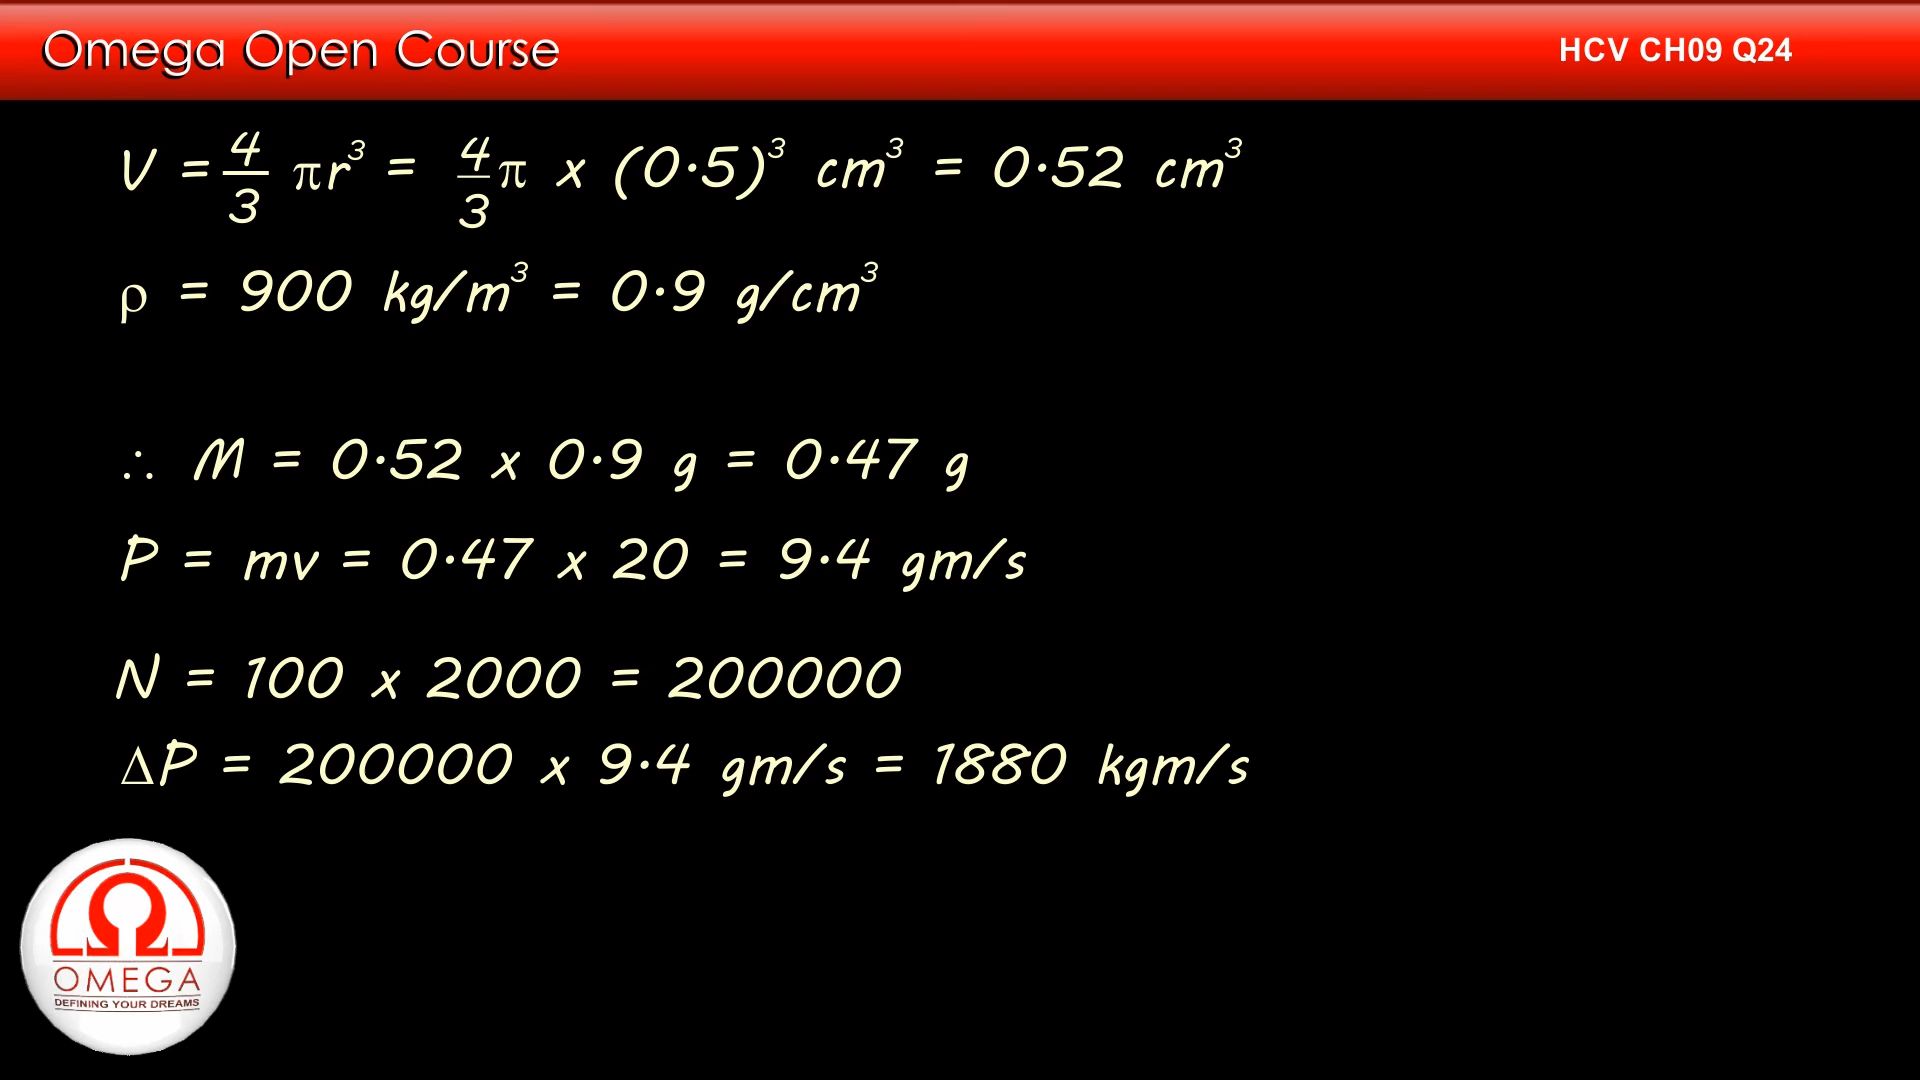 Omega Open Course
HCV CH09 Q24
V = 4/3 πr³ = 4/3 π x (0·5)³ cm³ = 0·52 cm³
ρ = 900 kg/m³ = 0·9 g/cm³
∴ M = 0·52 x 0·9 g = 0·47 g
P = mv = 0·47 x 20 = 9·4 gm/s
N = 100 x 2000 = 200000
ΔP = 200000 x 9·4 gm/s = 1880 kgm/s
OMEGA
DEFINING YOUR DREAMS